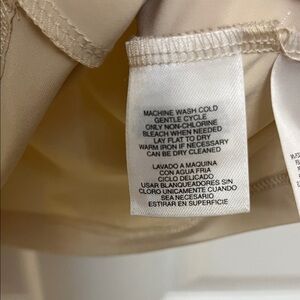 MACHINE WASH COLD
GENTLE CYCLE
ONLY NON-CHLORINE
BLEACH WHEN NEEDED
LAY FLAT TO DRY
WARM IRON IF NECESSARY
CAN BE DRY CLEANED
LAVADO A MAQUINA
CON AGUA FRIA
CICLO DELICADO
USAR BLANQUEADORES SIN
CLORO UNICAMENTE CUANDO
SEA NECESARIO
ESTIRAR EN SUPERFICIE